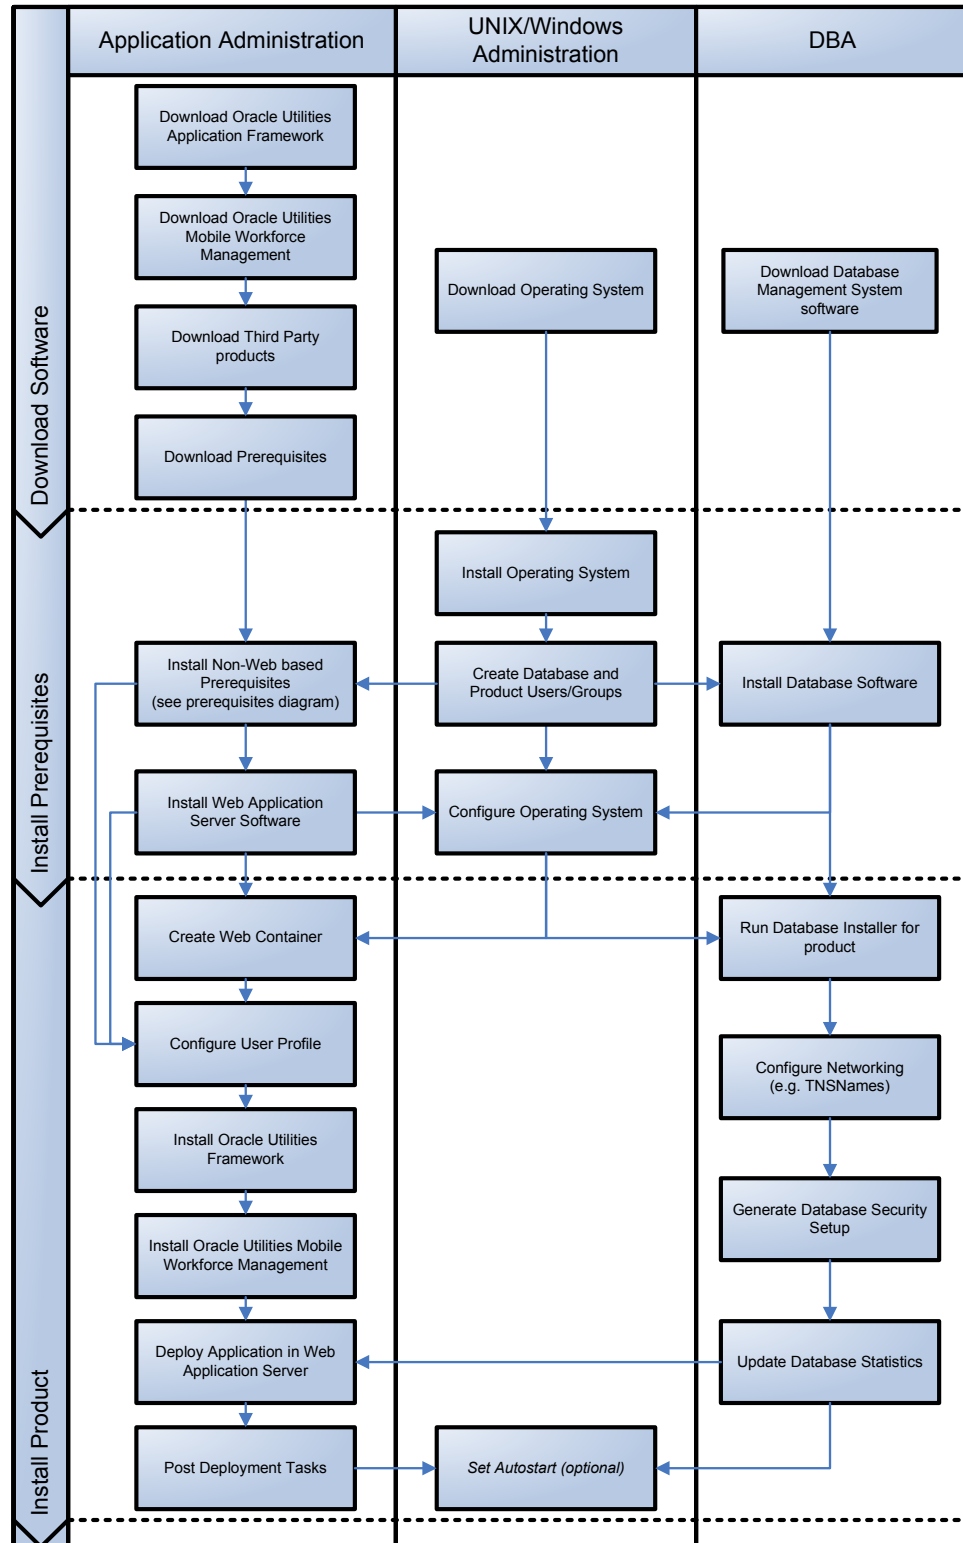 Application Administration
UNIX/Windows
Administration
DBA
Download Software
Download Oracle Utilities
Application Framework
Download Oracle Utilities
Mobile Workforce
Management
Download Operating System
Download Database
Management System
software
Download Third Party
products
Download Prerequisites
Install Prerequisites
Install Operating System
Install Non-Web based
Prerequisites
(see prerequisites diagram)
Create Database and
Product Users/Groups
Install Database Software
Install Web Application
Server Software
Configure Operating System
Install Product
Create Web Container
Run Database Installer for
product
Configure User Profile
Configure Networking
(e.g. TNSNames)
Install Oracle Utilities
Framework
Generate Database Security
Setup
Install Oracle Utilities Mobile
Workforce Management
Deploy Application in Web
Application Server
Update Database Statistics
Post Deployment Tasks
Set Autostart (optional)